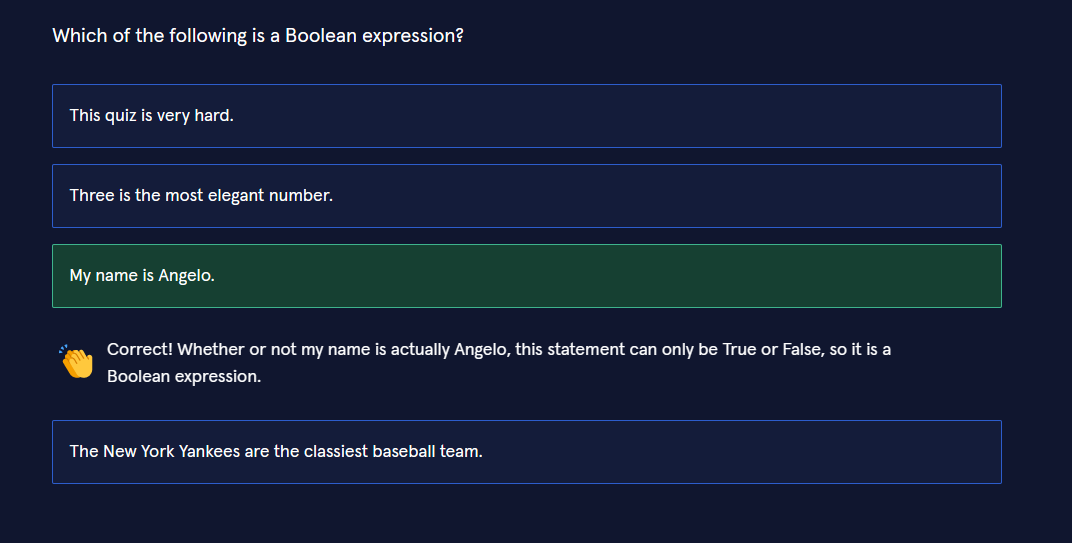 Which of the following is a Boolean expression?
This quiz is very hard.
Three is the most elegant number.
My name is Angelo.
Correct! Whether or not my name is actually Angelo, this statement can only be True or False, so it is a
Boolean expression.
The New York Yankees are the classiest baseball team.